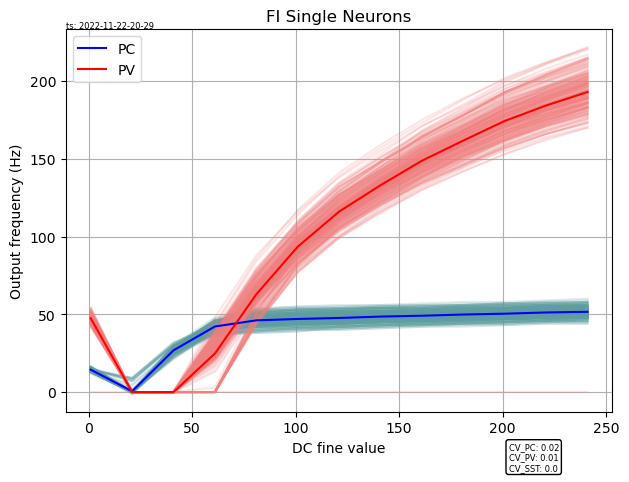 FI Single Neurons
ts: 2022-11-22-20-29
PC
PV
Output frequency (Hz)
200
150
100
50
0
0 50 100 150 200 250
DC fine value
CV_PC: 0.02
CV_PV: 0.01
CV_SST: 0.0